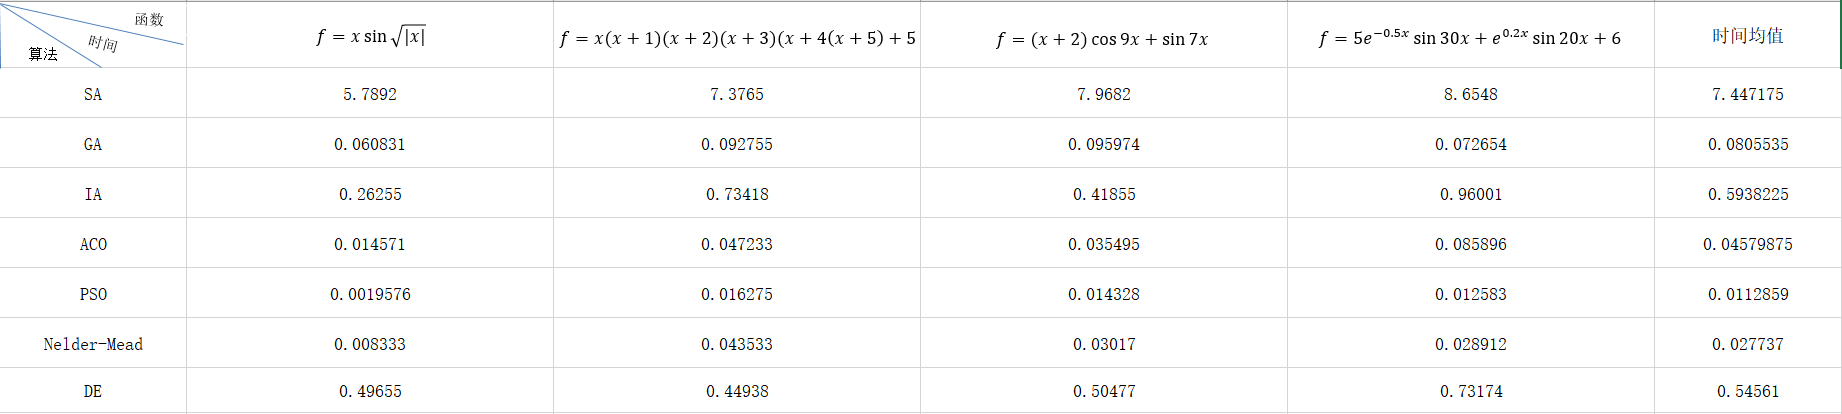 函数
时间
算法
f = x sin √|x|
f = x(x + 1)(x + 2)(x + 3)(x + 4(x + 5) + 5
f = (x + 2) cos 9x + sin 7x
f = 5e^{−0.5x} sin 30x + e^{0.2x} sin 20x + 6
时间均值
SA 5.7892 7.3765 7.9682 8.6548 7.447175
GA 0.060831 0.092755 0.095974 0.072654 0.0805535
IA 0.26255 0.73418 0.41855 0.96001 0.5938225
ACO 0.014571 0.047233 0.035495 0.085896 0.04579875
PSO 0.0019576 0.016275 0.014328 0.012583 0.0112859
Nelder-Mead 0.008333 0.043533 0.03017 0.028912 0.027737
DE 0.49655 0.44938 0.50477 0.73174 0.54561